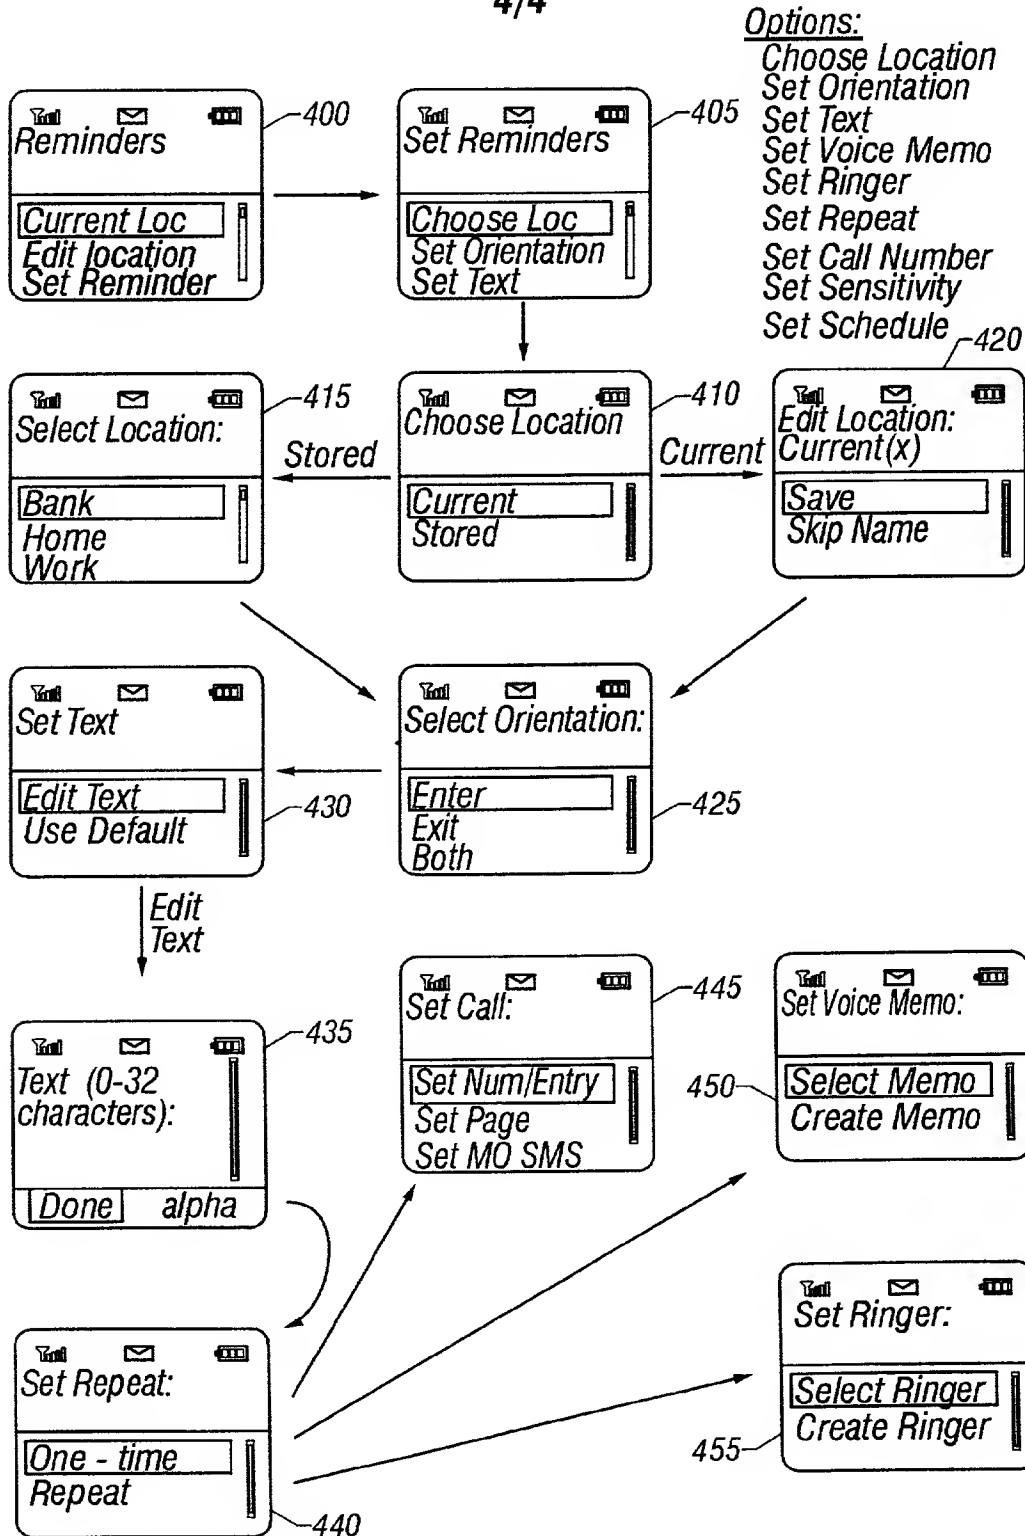 4/4
Options:
Choose Location
Set Orientation
Set Text
Set Voice Memo
Set Ringer
Set Repeat
Set Call Number
Set Sensitivity
Set Schedule
Reminders
400
Current Loc
Edit location
Set Reminder
Set Reminders
405
Choose Loc
Set Orientation
Set Text
Select Location:
415
Bank
Home
Work
Stored
Choose Location
410
Current
Stored
Current
Edit Location:
Current(x)
420
Save
Skip Name
Set Text
Edit Text
Use Default
430
Select Orientation:
Enter
Exit
Both
425
Edit
Text
Text (0-32
characters):
435
Done alpha
Set Call:
445
Set Num/Entry
Set Page
Set MO SMS
Set Voice Memo:
450
Select Memo
Create Memo
Set Repeat:
One - time
Repeat
440
Set Ringer:
Select Ringer
Create Ringer
455